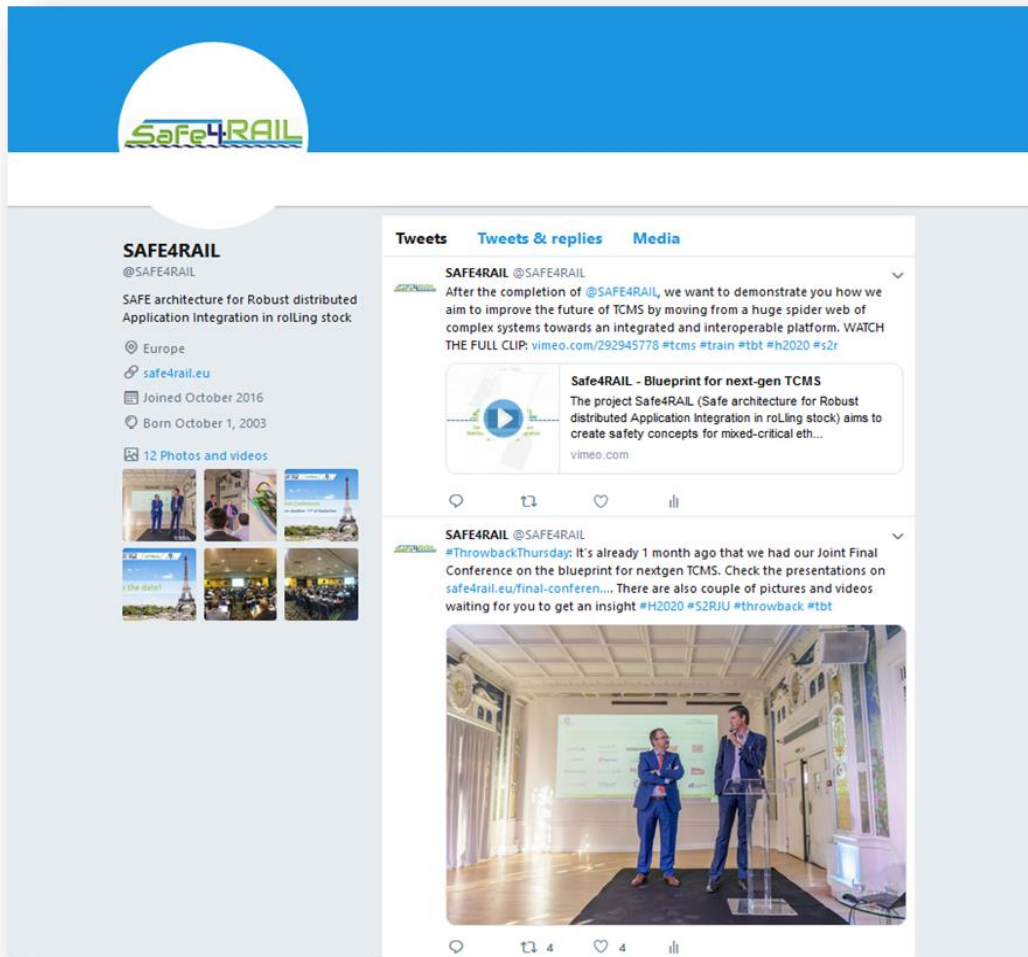 Safe4RAIL
SAFE4RAIL
@SAFE4RAIL
SAFE architecture for Robust distributed
Application Integration in rolLing stock
Europe
safe4rail.eu
Joined October 2016
Born October 1, 2003
12 Photos and videos
the date!
Tweets Tweets & replies Media
SAFE4RAIL @SAFE4RAIL
After the completion of @SAFE4RAIL, we want to demonstrate you how we
aim to improve the future of TCMS by moving from a huge spider web of
complex systems towards an integrated and interoperable platform. WATCH
THE FULL CLIP: vimeo.com/292945778 #tcms #train #tbt #h2020 #s2r
Safe4RAIL - Blueprint for next-gen TCMS
The project Safe4RAIL (Safe architecture for Robust
distributed Application Integration in roLling stock) aims to
create safety concepts for mixed-critical eth...
vimeo.com
SAFE4RAIL @SAFE4RAIL
#ThrowbackThursday: It's already 1 month ago that we had our Joint Final
Conference on the blueprint for nextgen TCMS. Check the presentations on
safe4rail.eu/final-conferen.... There are also couple of pictures and videos
waiting for you to get an insight #H2020 #S2RJU #throwback #tbt
4 4